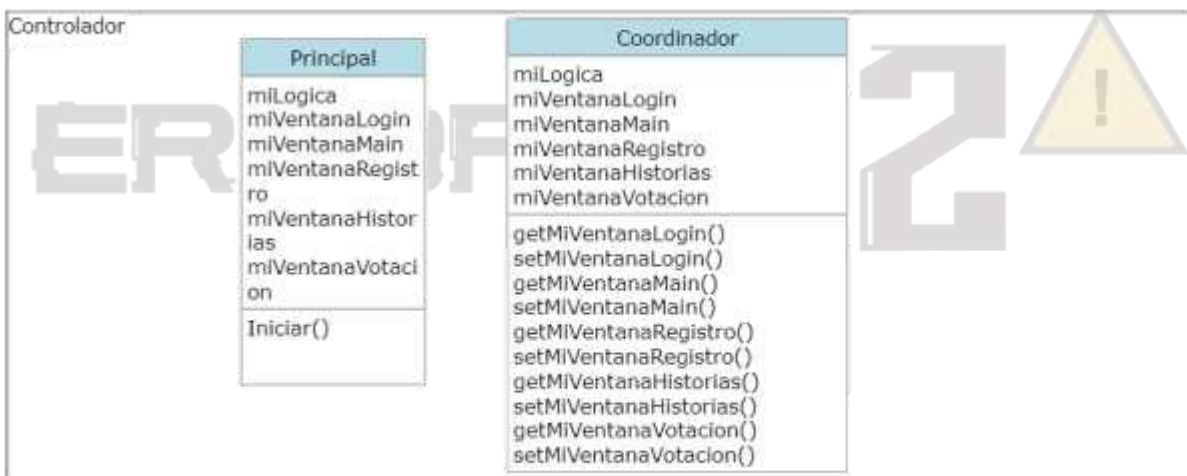 Controlador
Principal
miLogica
miVentanaLogin
miVentanaMain
miVentanaRegist
ro
miVentanaHistor
ias
miVentanaVotaci
on
Iniciar()
Coordinador
miLogica
miVentanaLogin
miVentanaMain
miVentanaRegistro
miVentanaHistorias
miVentanaVotacion
getMiVentanaLogin()
setMiVentanaLogin()
getMiVentanaMain()
setMiVentanaMain()
getMiVentanaRegistro()
setMiVentanaRegistro()
getMiVentanaHistorias()
setMiVentanaHistorias()
getMiVentanaVotacion()
setMiVentanaVotacion()
2
!